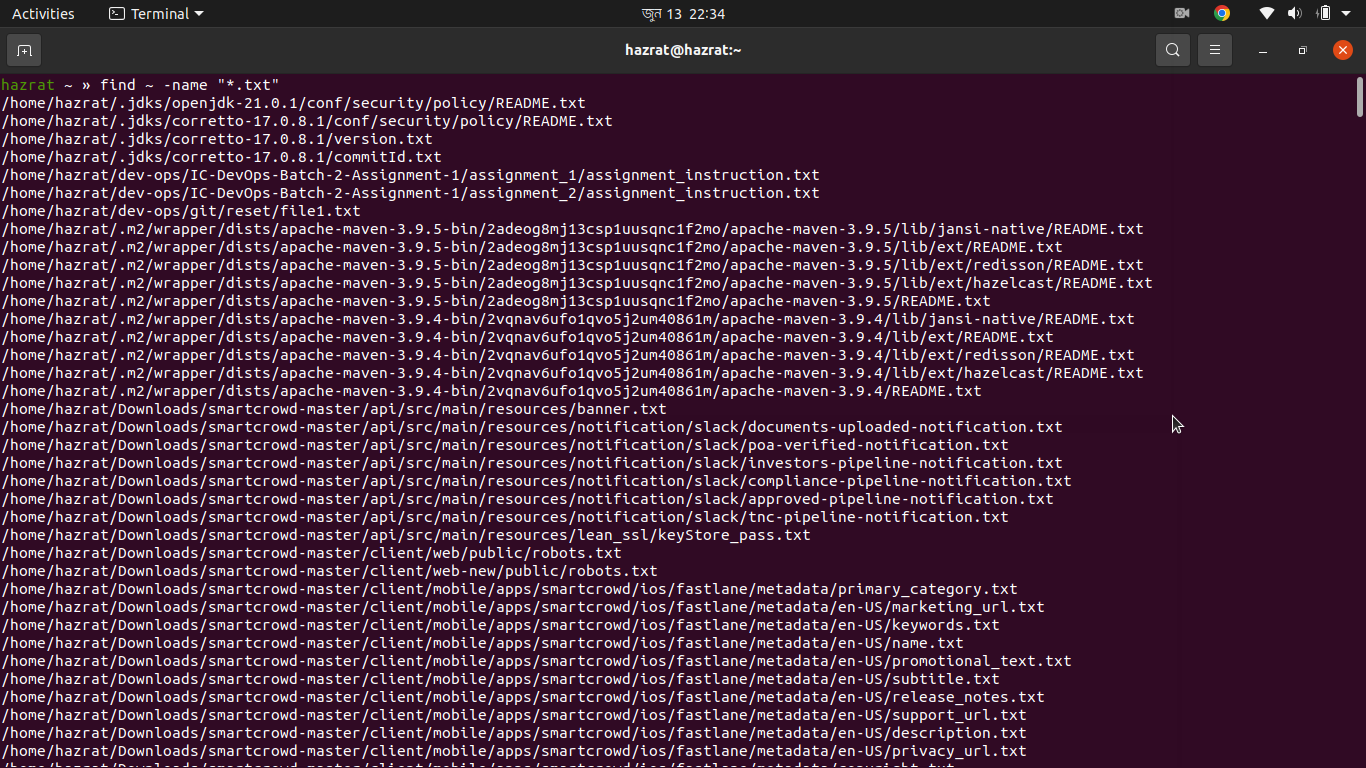 Activities Terminal জুন 13 22:34
hazrat@hazrat:~
hazrat ~ » find ~ -name "*.txt"
/home/hazrat/.jdks/openjdk-21.0.1/conf/security/policy/README.txt
/home/hazrat/.jdks/corretto-17.0.8.1/conf/security/policy/README.txt
/home/hazrat/.jdks/corretto-17.0.8.1/version.txt
/home/hazrat/.jdks/corretto-17.0.8.1/commitId.txt
/home/hazrat/dev-ops/IC-DevOps-Batch-2-Assignment-1/assignment_1/assignment_instruction.txt
/home/hazrat/dev-ops/IC-DevOps-Batch-2-Assignment-1/assignment_2/assignment_instruction.txt
/home/hazrat/dev-ops/git/reset/file1.txt
/home/hazrat/.m2/wrapper/dists/apache-maven-3.9.5-bin/2adeog8mj13csp1uusqnc1f2mo/apache-maven-3.9.5/lib/jansi-native/README.txt
/home/hazrat/.m2/wrapper/dists/apache-maven-3.9.5-bin/2adeog8mj13csp1uusqnc1f2mo/apache-maven-3.9.5/lib/ext/README.txt
/home/hazrat/.m2/wrapper/dists/apache-maven-3.9.5-bin/2adeog8mj13csp1uusqnc1f2mo/apache-maven-3.9.5/lib/ext/redisson/README.txt
/home/hazrat/.m2/wrapper/dists/apache-maven-3.9.5-bin/2adeog8mj13csp1uusqnc1f2mo/apache-maven-3.9.5/lib/ext/hazelcast/README.txt
/home/hazrat/.m2/wrapper/dists/apache-maven-3.9.5-bin/2adeog8mj13csp1uusqnc1f2mo/apache-maven-3.9.5/README.txt
/home/hazrat/.m2/wrapper/dists/apache-maven-3.9.4-bin/2vqnav6ufo1qvo5j2um40861m/apache-maven-3.9.4/lib/jansi-native/README.txt
/home/hazrat/.m2/wrapper/dists/apache-maven-3.9.4-bin/2vqnav6ufo1qvo5j2um40861m/apache-maven-3.9.4/lib/ext/README.txt
/home/hazrat/.m2/wrapper/dists/apache-maven-3.9.4-bin/2vqnav6ufo1qvo5j2um40861m/apache-maven-3.9.4/lib/ext/redisson/README.txt
/home/hazrat/.m2/wrapper/dists/apache-maven-3.9.4-bin/2vqnav6ufo1qvo5j2um40861m/apache-maven-3.9.4/lib/ext/hazelcast/README.txt
/home/hazrat/.m2/wrapper/dists/apache-maven-3.9.4-bin/2vqnav6ufo1qvo5j2um40861m/apache-maven-3.9.4/README.txt
/home/hazrat/Downloads/smartcrowd-master/api/src/main/resources/banner.txt
/home/hazrat/Downloads/smartcrowd-master/api/src/main/resources/notification/slack/documents-uploaded-notification.txt
/home/hazrat/Downloads/smartcrowd-master/api/src/main/resources/notification/slack/poa-verified-notification.txt
/home/hazrat/Downloads/smartcrowd-master/api/src/main/resources/notification/slack/investors-pipeline-notification.txt
/home/hazrat/Downloads/smartcrowd-master/api/src/main/resources/notification/slack/compliance-pipeline-notification.txt
/home/hazrat/Downloads/smartcrowd-master/api/src/main/resources/notification/slack/approved-pipeline-notification.txt
/home/hazrat/Downloads/smartcrowd-master/api/src/main/resources/notification/slack/tnc-pipeline-notification.txt
/home/hazrat/Downloads/smartcrowd-master/api/src/main/resources/lean_ssl/keyStore_pass.txt
/home/hazrat/Downloads/smartcrowd-master/client/web/public/robots.txt
/home/hazrat/Downloads/smartcrowd-master/client/web-new/public/robots.txt
/home/hazrat/Downloads/smartcrowd-master/client/mobile/apps/smartcrowd/ios/fastlane/metadata/primary_category.txt
/home/hazrat/Downloads/smartcrowd-master/client/mobile/apps/smartcrowd/ios/fastlane/metadata/en-US/marketing_url.txt
/home/hazrat/Downloads/smartcrowd-master/client/mobile/apps/smartcrowd/ios/fastlane/metadata/en-US/keywords.txt
/home/hazrat/Downloads/smartcrowd-master/client/mobile/apps/smartcrowd/ios/fastlane/metadata/en-US/name.txt
/home/hazrat/Downloads/smartcrowd-master/client/mobile/apps/smartcrowd/ios/fastlane/metadata/en-US/promotional_text.txt
/home/hazrat/Downloads/smartcrowd-master/client/mobile/apps/smartcrowd/ios/fastlane/metadata/en-US/subtitle.txt
/home/hazrat/Downloads/smartcrowd-master/client/mobile/apps/smartcrowd/ios/fastlane/metadata/en-US/release_notes.txt
/home/hazrat/Downloads/smartcrowd-master/client/mobile/apps/smartcrowd/ios/fastlane/metadata/en-US/support_url.txt
/home/hazrat/Downloads/smartcrowd-master/client/mobile/apps/smartcrowd/ios/fastlane/metadata/en-US/description.txt
/home/hazrat/Downloads/smartcrowd-master/client/mobile/apps/smartcrowd/ios/fastlane/metadata/en-US/privacy_url.txt